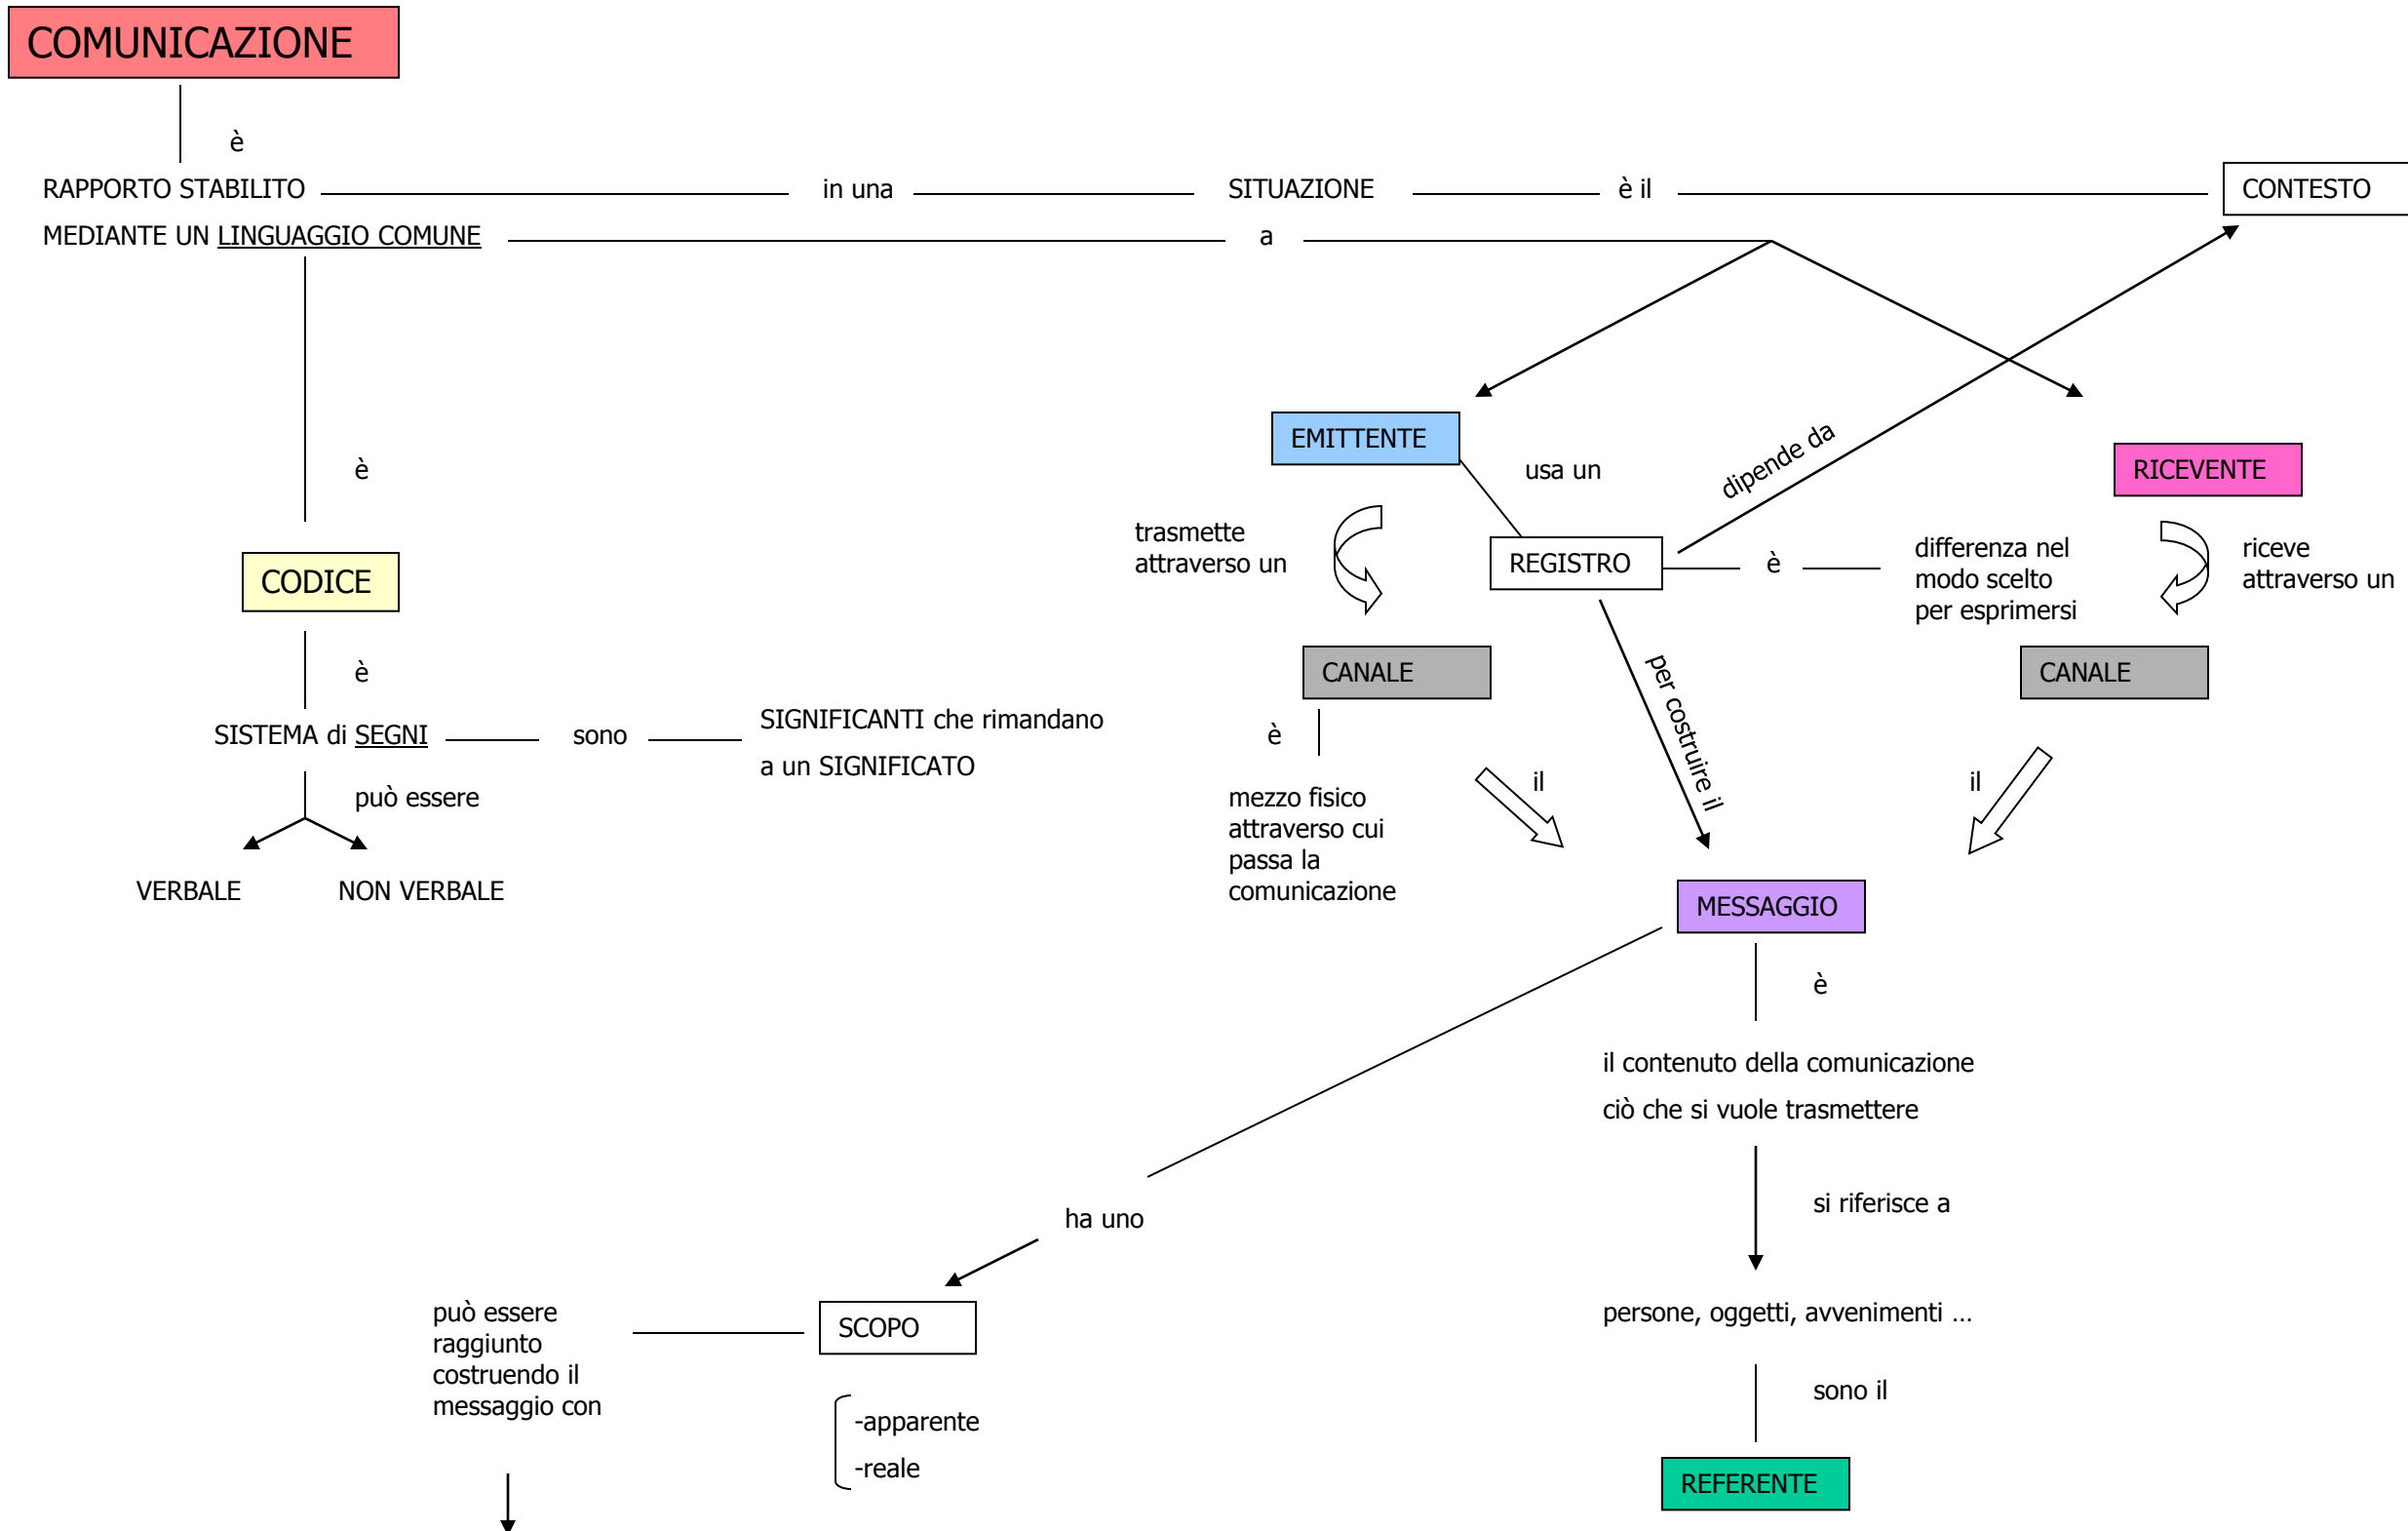 COMUNICAZIONE
è
RAPPORTO STABILITO in una SITUAZIONE è il CONTESTO
MEDIANTE UN LINGUAGGIO COMUNE a
EMITTENTE
usa un
dipende da
RICEVENTE
è
trasmette
attraverso un
REGISTRO
è
differenza nel
modo scelto
per esprimersi
riceve
attraverso un
CODICE
è
CANALE
CANALE
per costruire il
SISTEMA di SEGNI sono
SIGNIFICANTI che rimandano
a un SIGNIFICATO
è
il
il
può essere
mezzo fisico
attraverso cui
passa la
comunicazione
VERBALE NON VERBALE
MESSAGGIO
è
il contenuto della comunicazione
ciò che si vuole trasmettere
ha uno
si riferisce a
può essere
raggiunto
costruendo il
messaggio con
SCOPO
persone, oggetti, avvenimenti ...
-apparente
-reale
sono il
REFERENTE